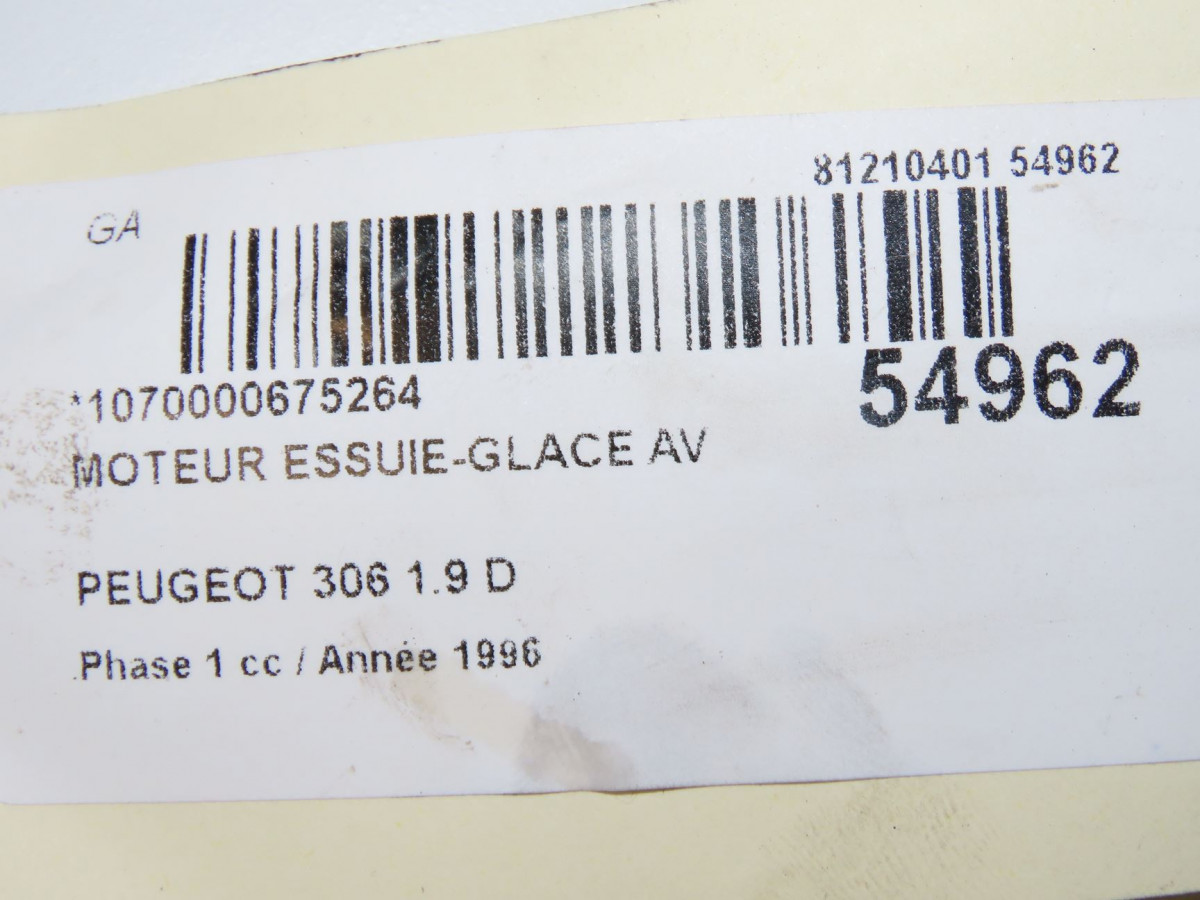 81210401 54962
GA
*1070000675264
54962
MOTEUR ESSUIE-GLACE AV
PEUGEOT 306 1.9 D
Phase 1 cc / Année 1996